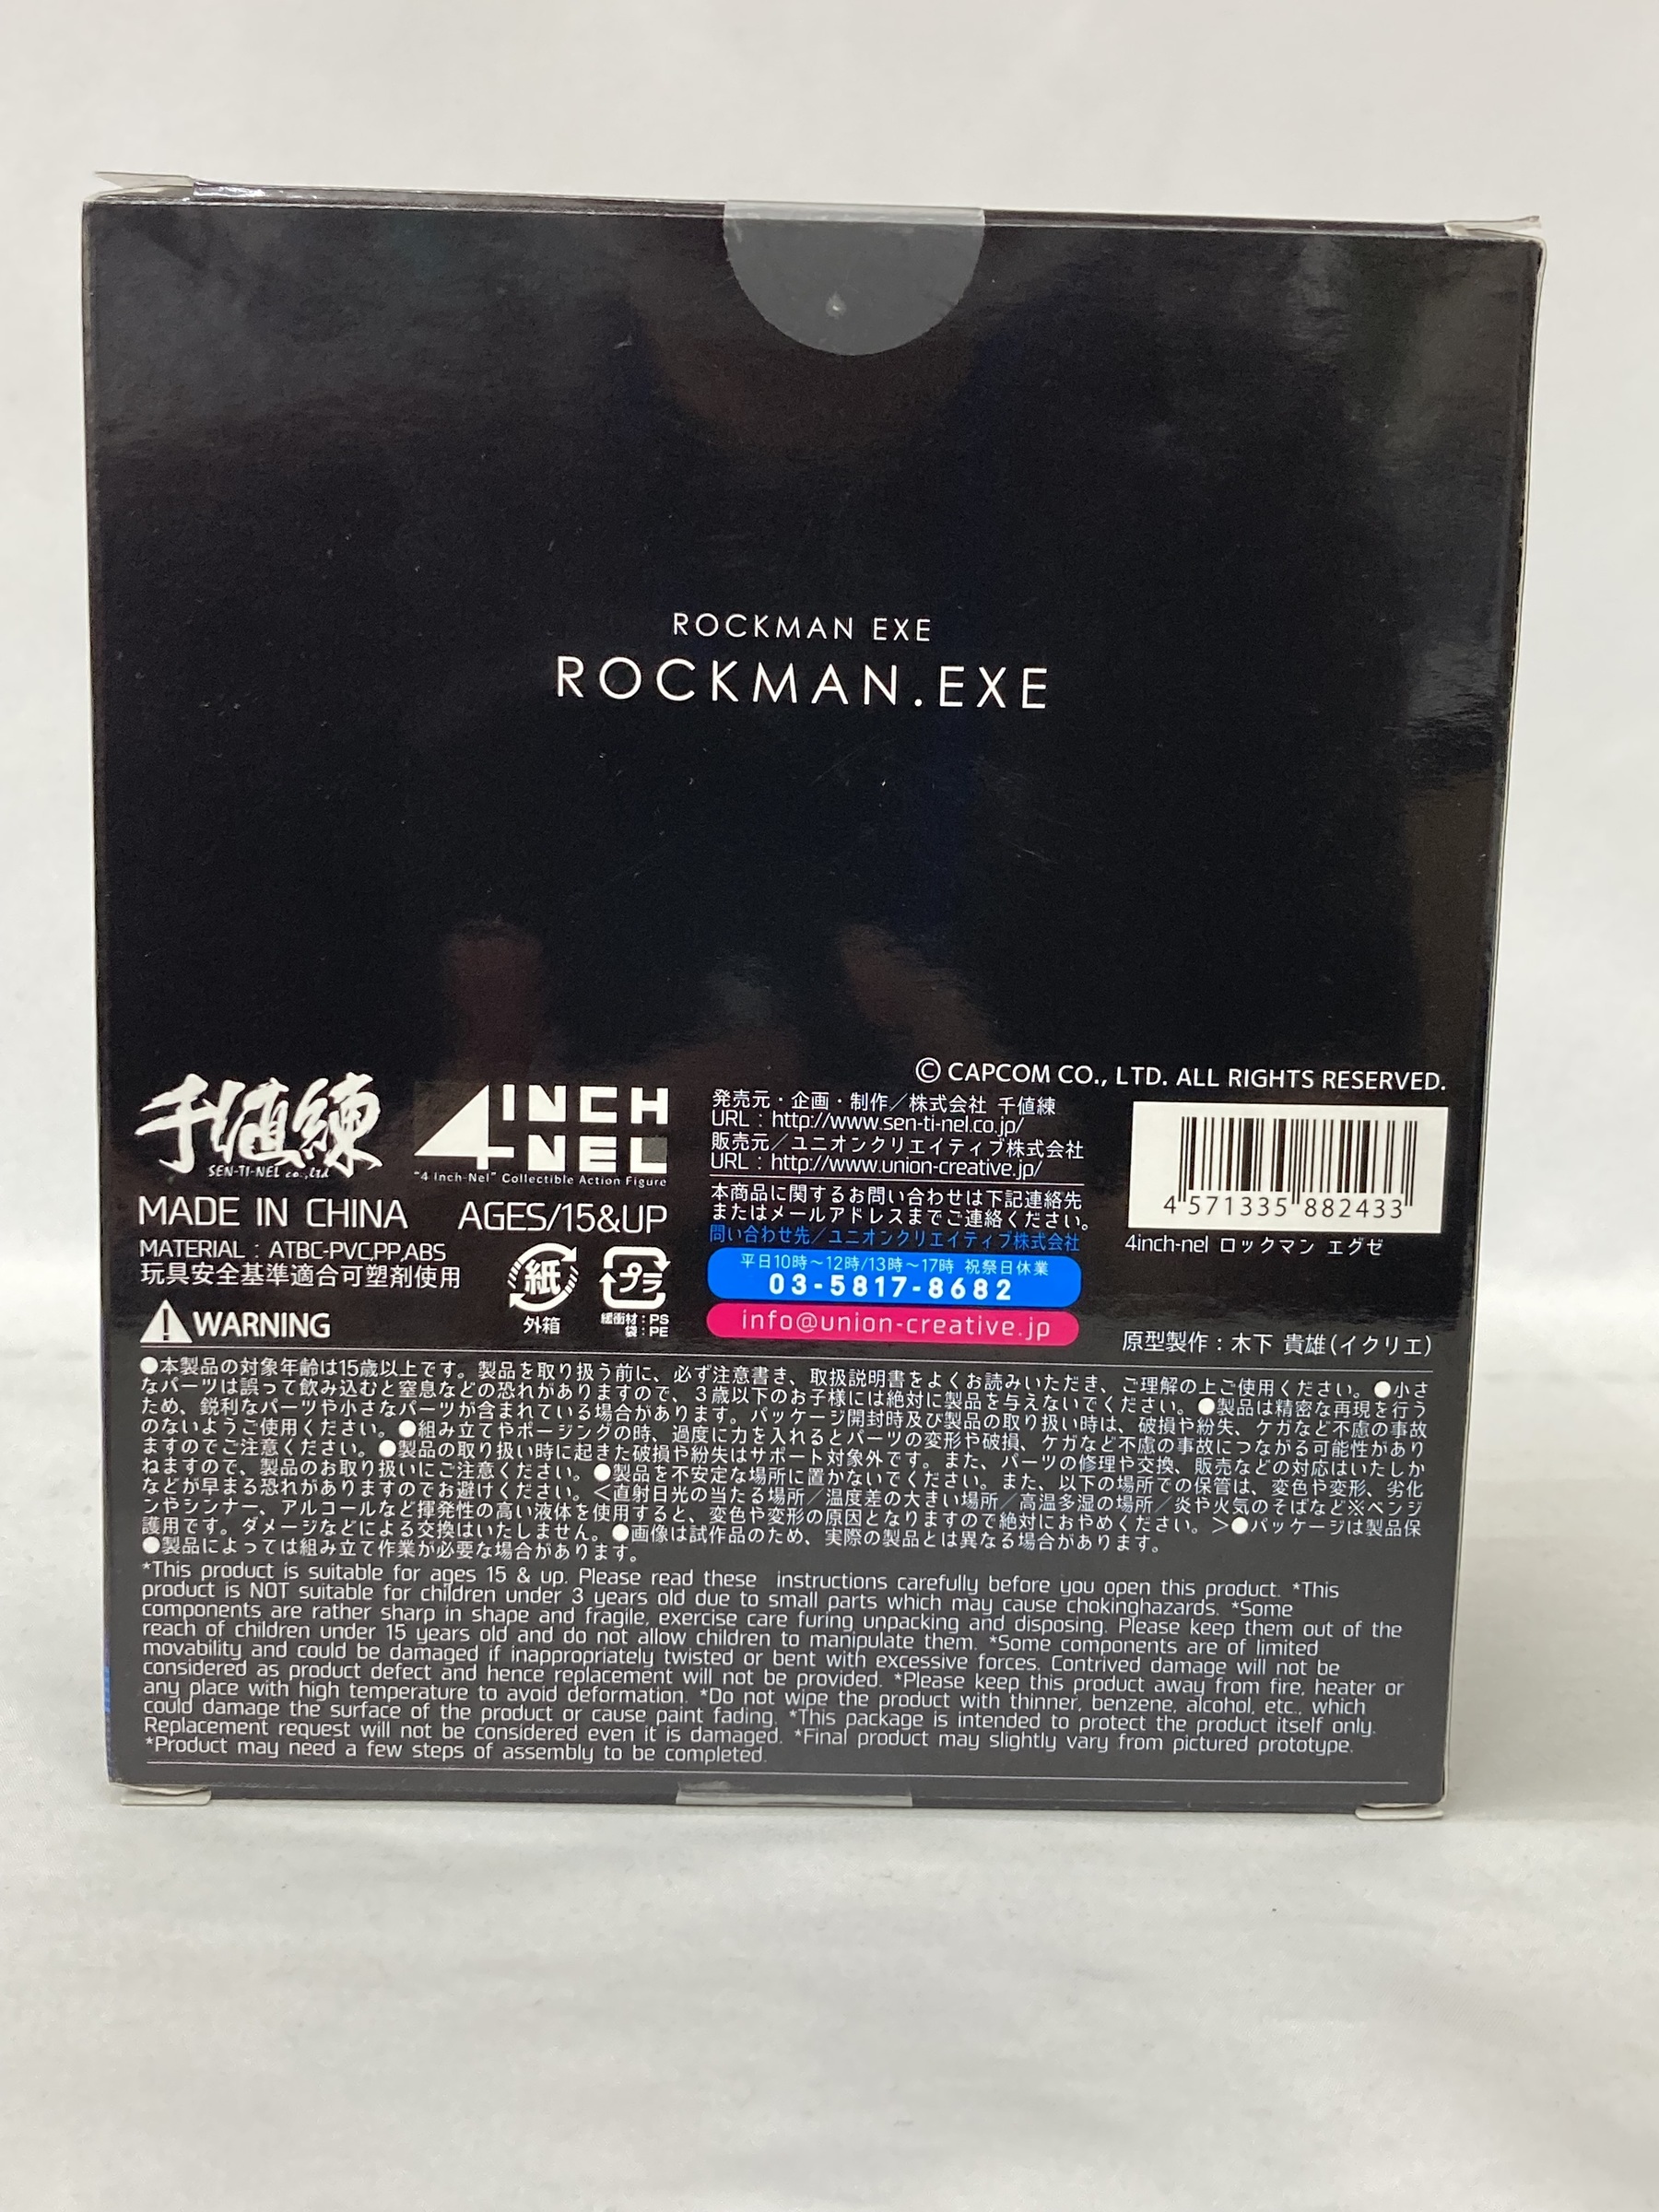 ROCKMAN EXE
ROCKMAN.EXE
© CAPCOM CO., LTD. ALL RIGHTS RESERVED.
千値練
SEN-TI-NEL co.,ltd
4INCH
NEL
"4 inch-Nel" Collectible Action Figure
MADE IN CHINA AGES/15&UP
MATERIAL : ATBC-PVC,PP,ABS
玩具安全基準適合可塑剤使用
紙
外箱
プラ
緩衝材:PS
袋:PE
⚠WARNING
発売元・企画・制作/株式会社 千値練
URL : http://www.sen-ti-nel.co.jp/
販売元/ユニオンクリエイティブ株式会社
URL : http://www.union-creative.jp/
本商品に関するお問い合わせは下記連絡先
またはメールアドレスまでご連絡ください。
問い合わせ先/ユニオンクリエイティブ株式会社
平日10時～12時/13時～17時 祝祭日休業
03-5817-8682
info@union-creative.jp
4 571335 882433
4inch-nel ロックマン エグゼ
原型製作:木下 貴雄(イクリエ)
●本製品の対象年齢は15歳以上です。製品を取り扱う前に、必ず注意書き、取扱説明書をよくお読みいただき、ご理解の上ご使用ください。●小さ
なパーツは誤って飲み込むと窒息などの恐れがありますので、3歳以下のお子様には絶対に製品を与えないでください。●製品は精密な再現を行う
ため、鋭利なパーツや小さなパーツが含まれている場合があります。パッケージ開封時及び製品の取り扱い時は、破損や紛失、ケガなど不慮の事故
のないようご使用ください。●組み立てやポージングの時、過度に力を入れるとパーツの変形や破損、ケガなど不慮の事故につながる可能性があり
ますのでご注意ください。●製品の取り扱い時に起きた破損や紛失はサポート対象外です。また、パーツの修理や交換、販売などの対応はいたしか
ねますので、製品のお取り扱いにご注意ください。●製品を不安定な場所に置かないでください。また、以下の場所での保管は、変色や変形、劣化
などが早まる恐れがありますのでお避けください。<直射日光の当たる場所/温度差の大きい場所/高温多湿の場所/炎や火気のそばなど※ベンジ
ンやシンナー、アルコールなど揮発性の高い液体を使用すると、変色や変形の原因となりますので絶対におやめください。>●パッケージは製品保
護用です。ダメージなどによる交換はいたしません。●画像は試作品のため、実際の製品とは異なる場合があります。
●製品によっては組み立て作業が必要な場合があります。
*This product is suitable for ages 15 & up. Please read these instructions carefully before you open this product. *This
product is NOT suitable for children under 3 years old due to small parts which may cause chokinghazards. *Some
components are rather sharp in shape and fragile, exercise care furing unpacking and disposing. Please keep them out of the
reach of children under 15 years old and do not allow children to manipulate them. *Some components are of limited
movability and could be damaged if inappropriately twisted or bent with excessive forces. Contrived damage will not be
considered as product defect and hence replacement will not be provided. *Please keep this product away from fire, heater or
any place with high temperature to avoid deformation. *Do not wipe the product with thinner, benzene, alcohol, etc., which
could damage the surface of the product or cause paint fading. *This package is intended to protect the product itself only.
Replacement request will not be considered even it is damaged. *Final product may slightly vary from pictured prototype.
*Product may need a few steps of assembly to be completed.